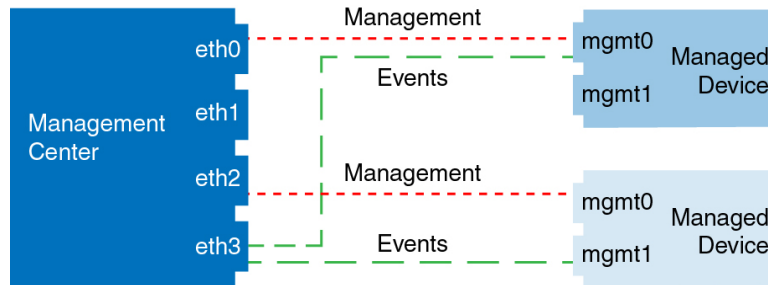 Management
mgmt0
eth0
Managed
Device
Events
mgmt1
eth1
Management
Center
Management
eth2
mgmt0
Managed
Device
eth3
Events
mgmt1